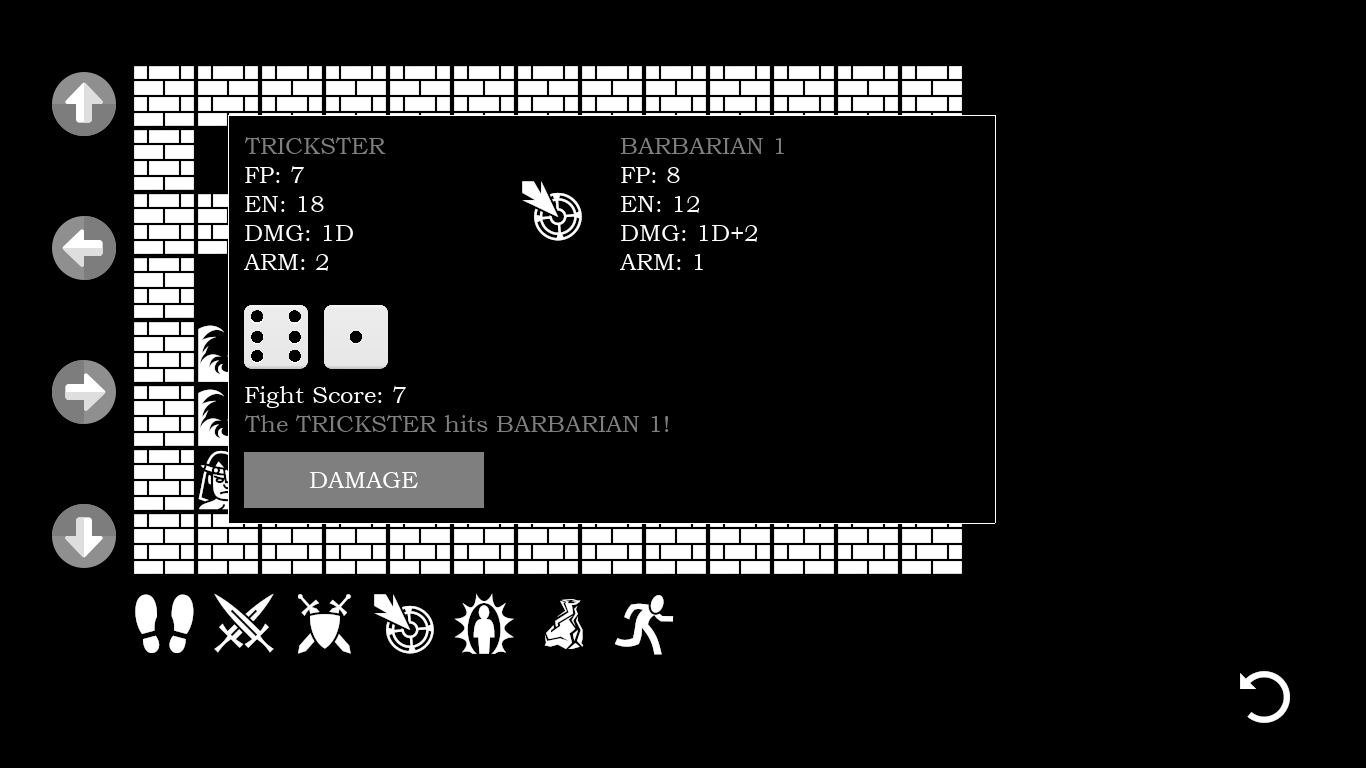 TRICKSTER
FP: 7
EN: 18
DMG: 1D
ARM: 2
BARBARIAN 1
FP: 8
EN: 12
DMG: 1D+2
ARM: 1
Fight Score: 7
The TRICKSTER hits BARBARIAN 1!
DAMAGE